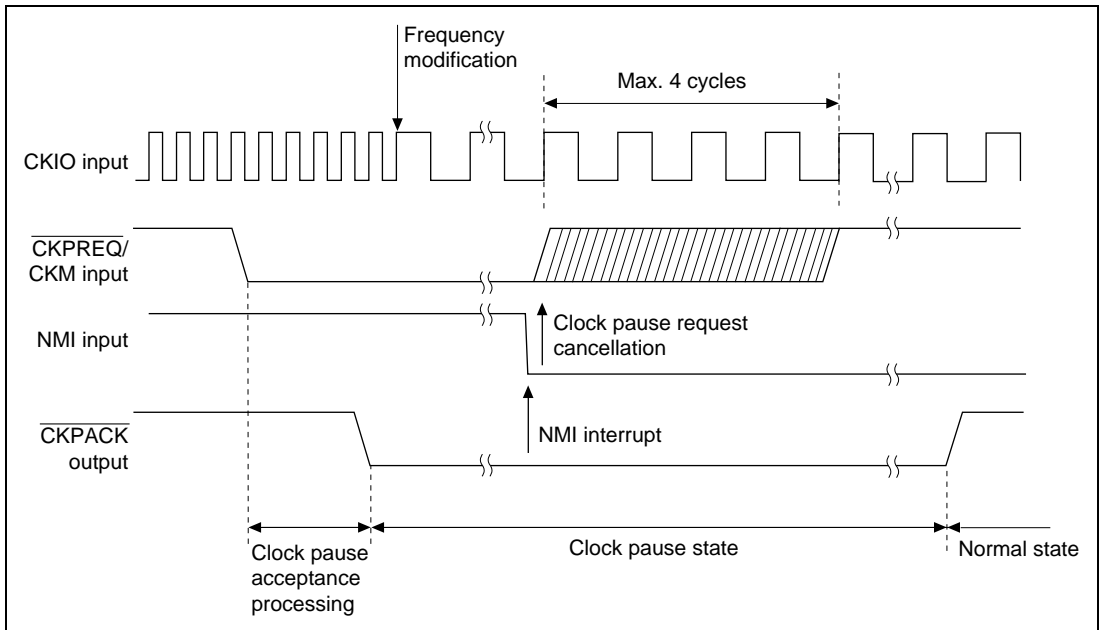 Frequency
modification
Max. 4 cycles
CKIO input
CKPREQ/
CKM input
Clock pause request
cancellation
NMI input
NMI interrupt
CKPACK
output
Clock pause
acceptance
processing
Clock pause state
Normal state